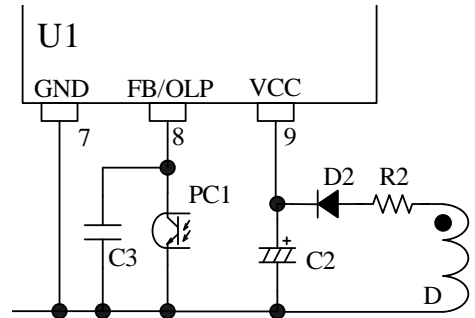 U1
GND FB/OLP VCC
7 8 9
D2 R2
PC1
C3 + C2 D